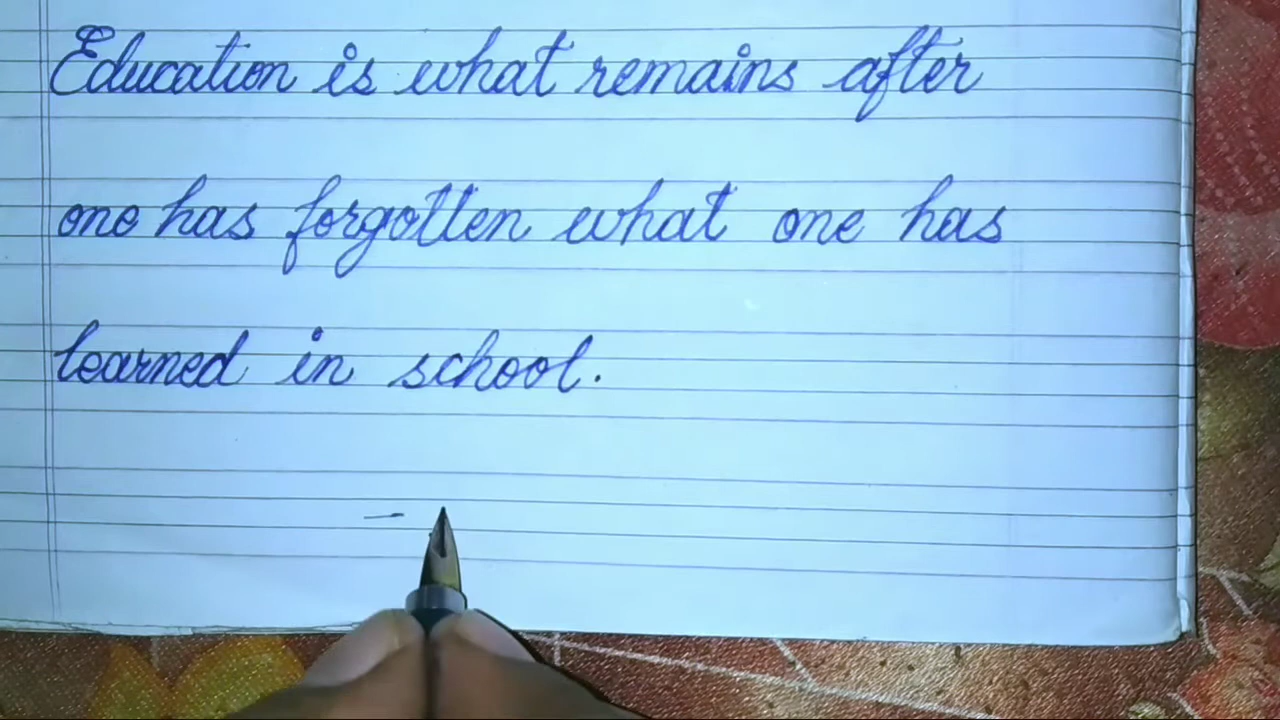 Education is what remains after
one has forgotten what one has
learned in school.
-